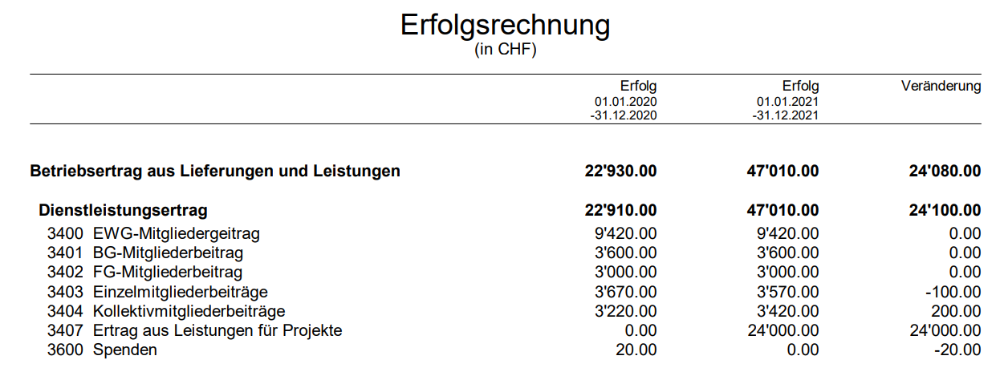 Erfolgsrechnung
(in CHF)
Erfolg Erfolg Veränderung
01.01.2020 01.01.2021
-31.12.2020 -31.12.2021
Betriebsertrag aus Lieferungen und Leistungen 22'930.00 47'010.00 24'080.00
Dienstleistungsertrag 22'910.00 47'010.00 24'100.00
3400 EWG-Mitgliedergeitrag 9'420.00 9'420.00 0.00
3401 BG-Mitgliederbeitrag 3'600.00 3'600.00 0.00
3402 FG-Mitgliederbeitrag 3'000.00 3'000.00 0.00
3403 Einzelmitgliederbeiträge 3'670.00 3'570.00 -100.00
3404 Kollektivmitgliederbeiträge 3'220.00 3'420.00 200.00
3407 Ertrag aus Leistungen für Projekte 0.00 24'000.00 24'000.00
3600 Spenden 20.00 0.00 -20.00